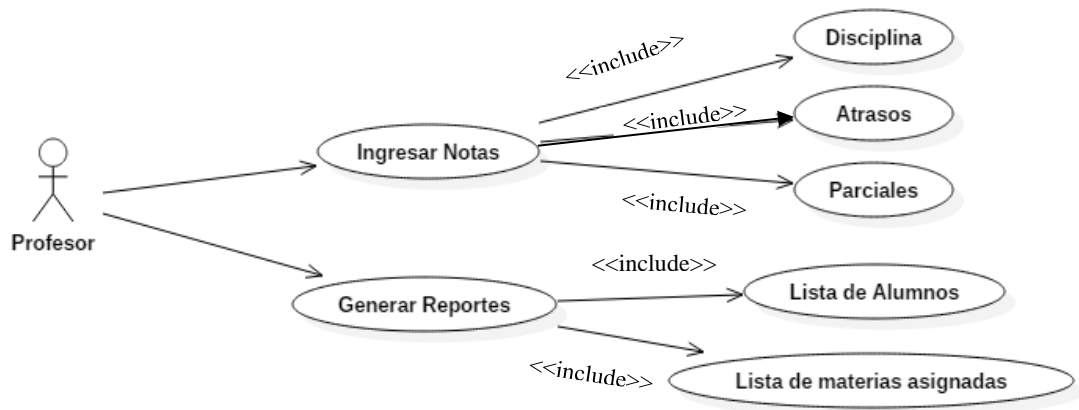 <<include>>
Disciplina
<<include>>
Atrasos
Ingresar Notas
<<include>>
Parciales
Profesor
<<include>>
Lista de Alumnos
Generar Reportes
<<include>>
Lista de materias asignadas